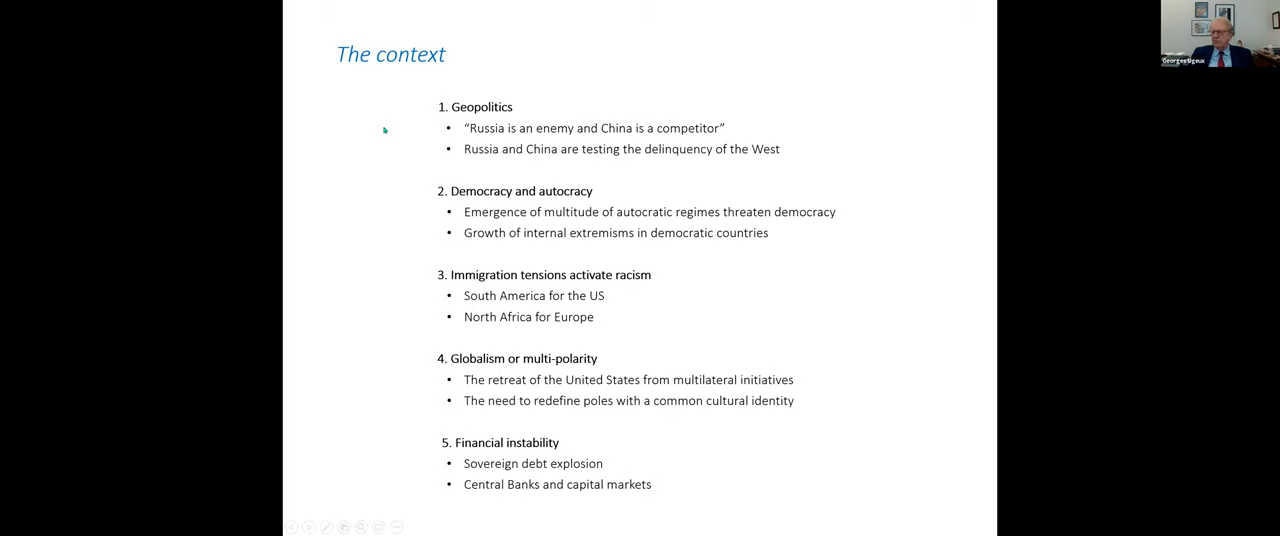 The context
Georges Ugeux
1. Geopolitics
• “Russia is an enemy and China is a competitor”
• Russia and China are testing the delinquency of the West
2. Democracy and autocracy
• Emergence of multitude of autocratic regimes threaten democracy
• Growth of internal extremisms in democratic countries
3. Immigration tensions activate racism
• South America for the US
• North Africa for Europe
4. Globalism or multi-polarity
• The retreat of the United States from multilateral initiatives
• The need to redefine poles with a common cultural identity
5. Financial instability
• Sovereign debt explosion
• Central Banks and capital markets